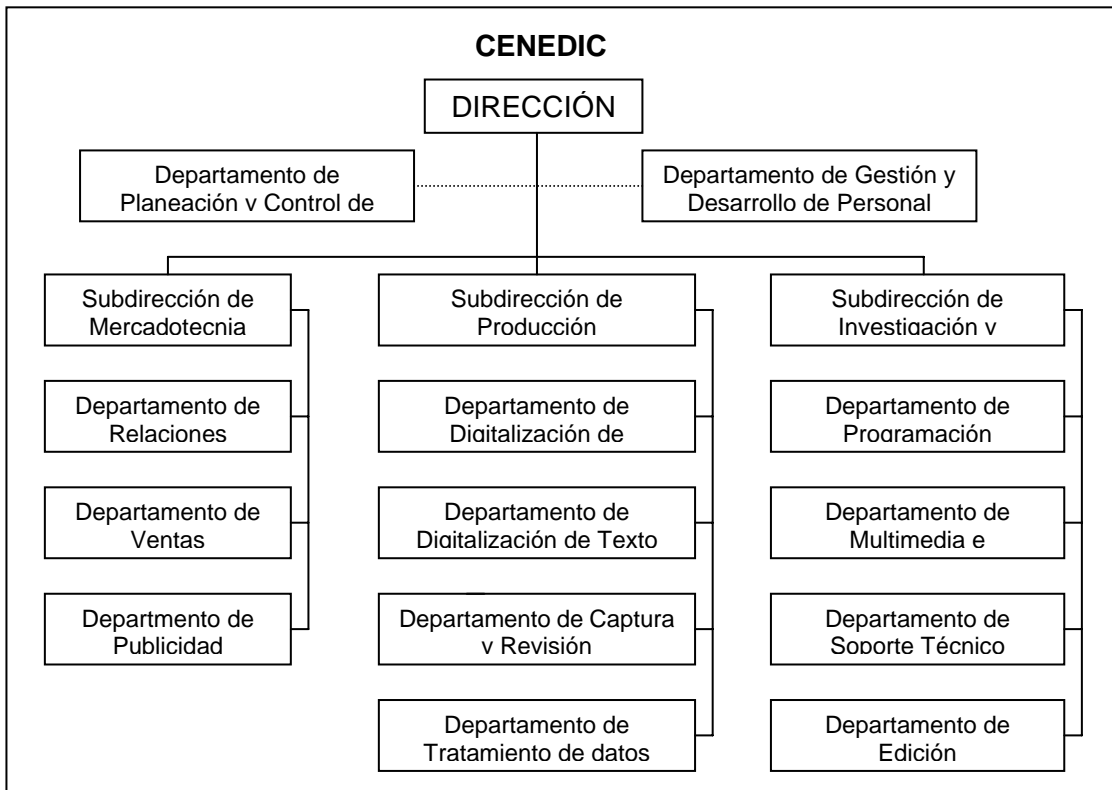 CENEDIC
DIRECCIÓN
Departamento de
Planeación y Control de
Departamento de Gestión y
Desarrollo de Personal
Subdirección de
Mercadotecnia
Subdirección de
Producción
Subdirección de
Investigación y
Departamento de
Relaciones
Departamento de
Digitalización de
Departamento de
Programación
Departamento de
Ventas
Departamento de
Digitalización de Texto
Departamento de
Multimedia e
Departmento de
Publicidad
Departamento de Captura
y Revisión
Departamento de
Soporte Técnico
Departamento de
Tratamiento de datos
Departamento de
Edición